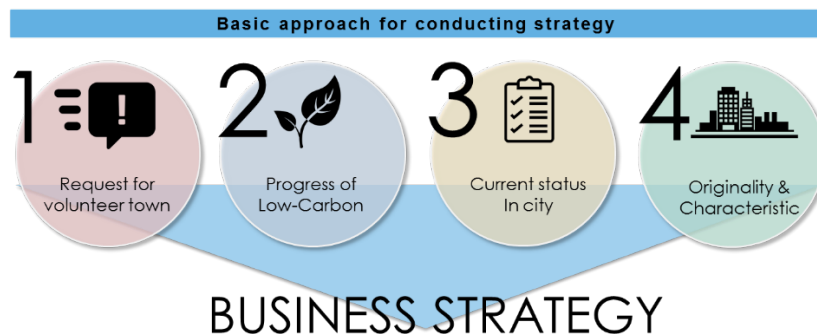 Basic approach for conducting strategy
1
Request for
volunteer town
2
Progress of
Low-Carbon
3
Current status
In city
4
Originality &
Characteristic
BUSINESS STRATEGY